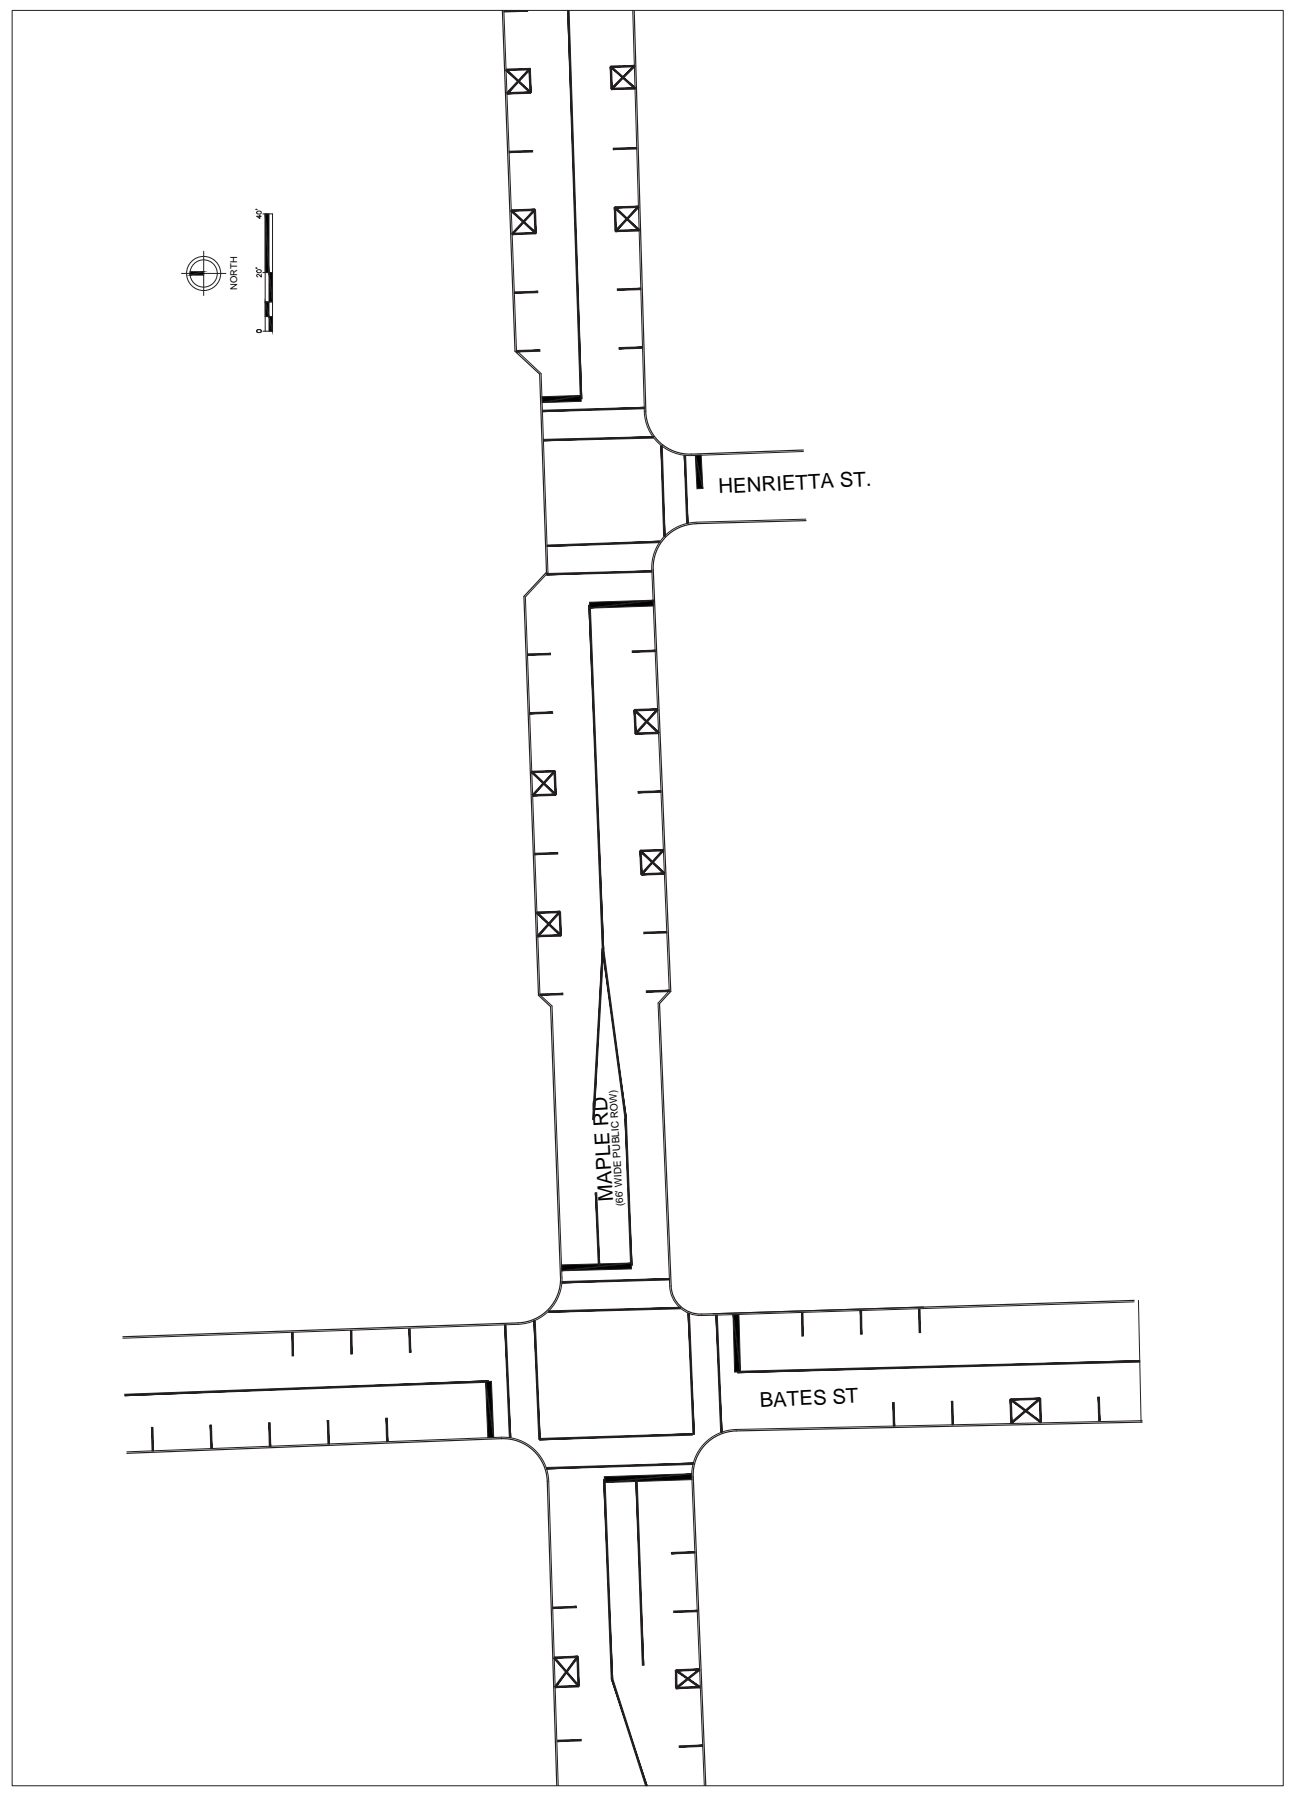 40'
20'
0
NORTH
HENRIETTA ST.
MAPLE RD
(66' WIDE PUBLIC ROW)
BATES ST